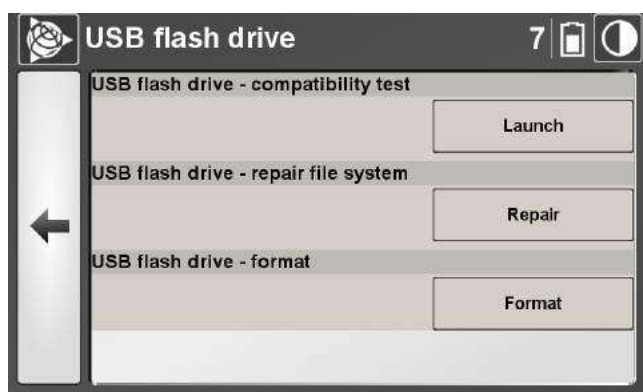 USB flash drive 7
USB flash drive - compatibility test
Launch
USB flash drive - repair file system
Repair
USB flash drive - format
Format